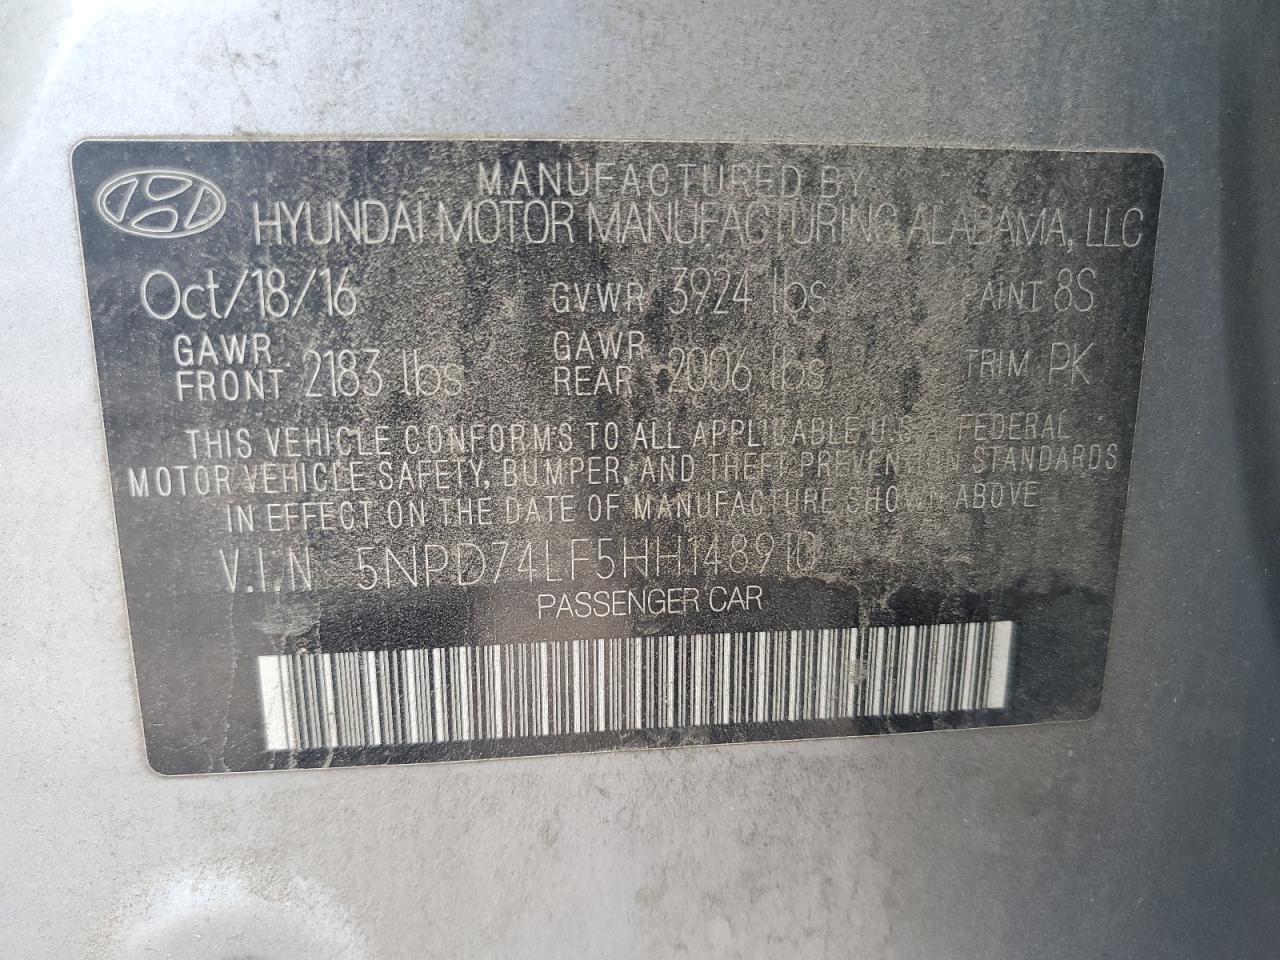 MANUFACTURED BY
HYUNDAI MOTOR MANUFACTURING ALABAMA, LLC
Oct/18/16 GVWR 3924 lbs PAINT 8S
GAWR FRONT 2183 lbs GAWR REAR 2006 lbs TRIM PK
THIS VEHICLE CONFORMS TO ALL APPLICABLE U.S. FEDERAL
MOTOR VEHICLE SAFETY, BUMPER, AND THEFT PREVENTION STANDARDS
IN EFFECT ON THE DATE OF MANUFACTURE SHOWN ABOVE
V.I.N 5NPD74LF5HH148910
PASSENGER CAR